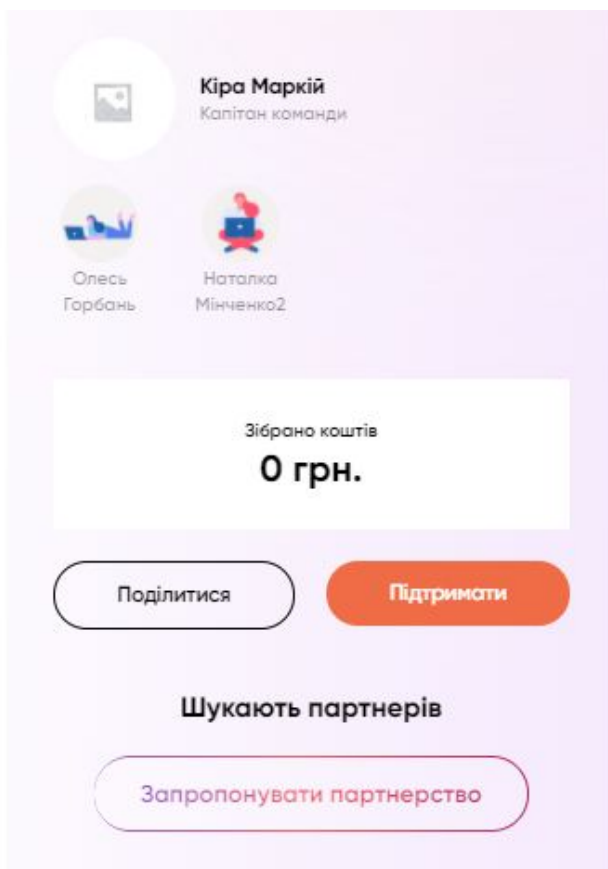 Кіра Маркій
Капітан команди
Олесь
Горбань
Наталка
Мінченко2
Зібрано коштів
0 грн.
Поділитися
Підтримати
Шукають партнерів
Запропонувати партнерство